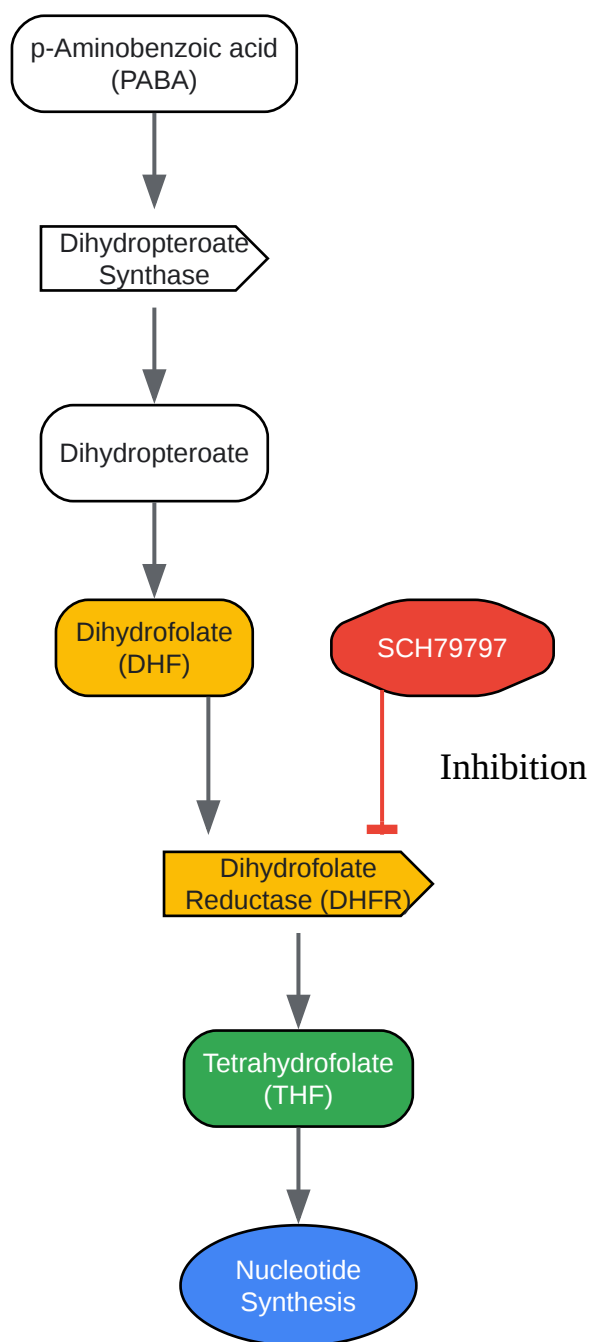 p-Aminobenzoic acid
(PABA)
Dihydropteroate
Synthase
Dihydropteroate
Dihydrofolate
(DHF)
SCH79797
Inhibition
Dihydrofolate
Reductase (DHFR)
Tetrahydrofolate
(THF)
Nucleotide
Synthesis